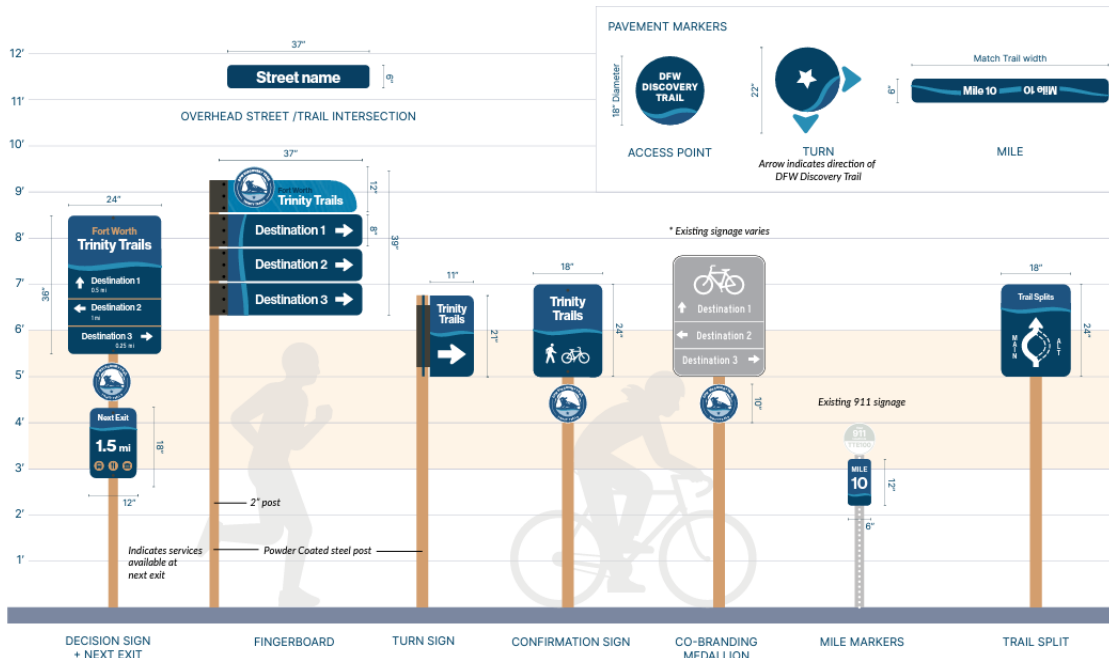 PAVEMENT MARKERS
18" Diameter
DFW
DISCOVERY
TRAIL
ACCESS POINT
22"
TURN
Arrow indicates direction of
DFW Discovery Trail
Match Trail width
6"
Mile 10
Mile 10
MILE
12'
11'
10'
9'
8'
7'
6'
5'
4'
3'
2'
1'
37"
Street name
6"
OVERHEAD STREET /TRAIL INTERSECTION
24"
36"
Fort Worth
Trinity Trails
Destination 1
0.5 mi
Destination 2
1 mi
Destination 3
0.25 mi
Next Exit
1.5 mi
18"
12"
Indicates services
available at
next exit
DECISION SIGN
+ NEXT EXIT
37"
Fort Worth
Trinity Trails
12"
Destination 1
8"
39"
Destination 2
Destination 3
2" post
Powder Coated steel post
FINGERBOARD
11"
Trinity
Trails
21"
TURN SIGN
18"
Trinity
Trails
24"
CONFIRMATION SIGN
* Existing signage varies
Destination 1
Destination 2
Destination 3
10"
CO-BRANDING
MEDALLION
Existing 911 signage
911
MILE
10
12"
6"
MILE MARKERS
18"
Trail Splits
MAIN
ALT
24"
TRAIL SPLIT